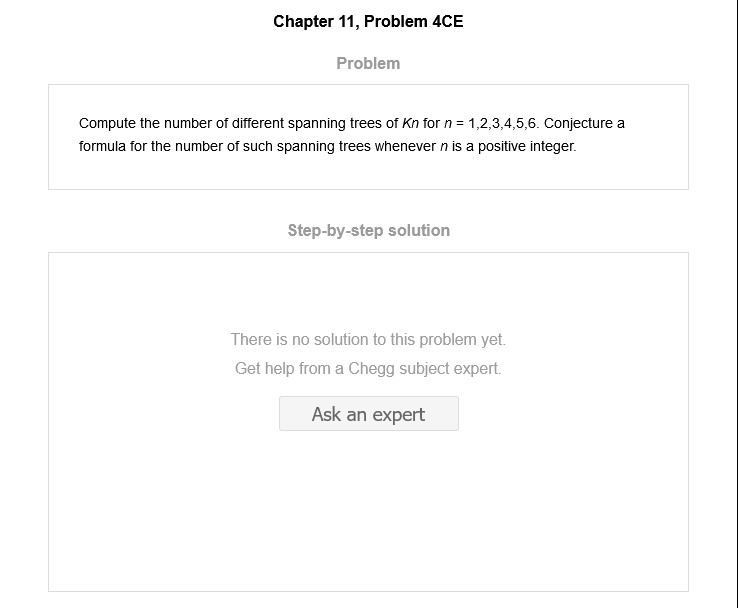 Chapter 11, Problem 4CE
Problem
Compute the number of different spanning trees of Kn for n = 1,2,3,4,5,6. Conjecture a
formula for the number of such spanning trees whenever n is a positive integer.
Step-by-step solution
There is no solution to this problem yet.
Get help from a Chegg subject expert.
Ask an expert